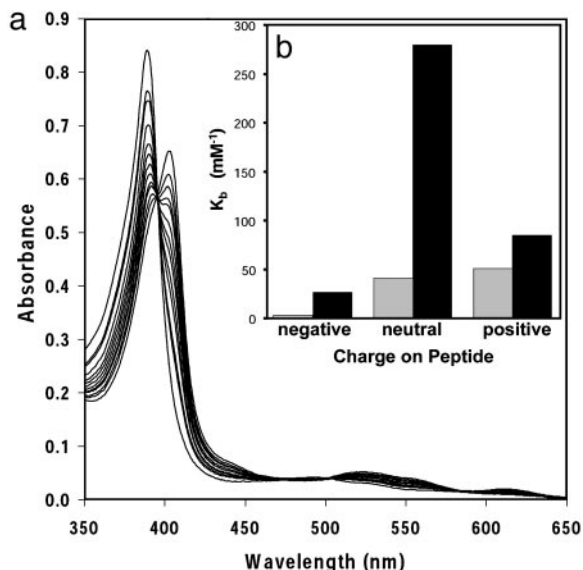 a
b
0.9
0.8
0.7
0.6
0.5
0.4
0.3
0.2
0.1
0.0
Absorbance
350 400 450 500 550 600 650
Wavelength (nm)
300
250
200
150
100
50
0
K_b (mM⁻¹)
negative neutral positive
Charge on Peptide